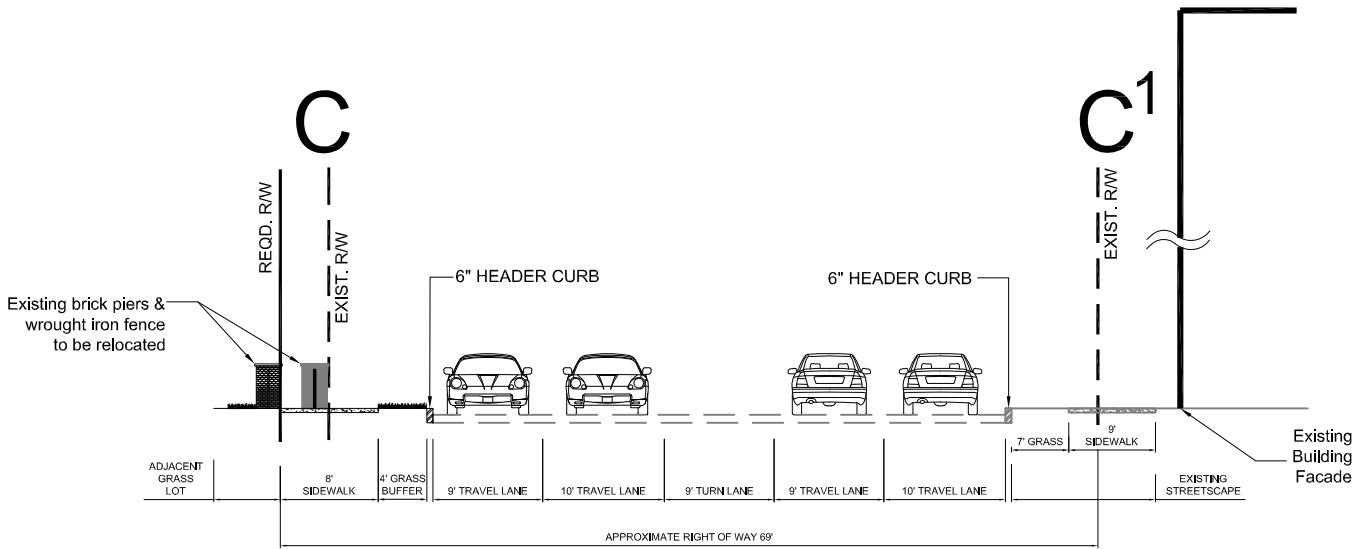 C
C¹
REQD. R/W
EXIST. R/W
EXIST. R/W
6" HEADER CURB
6" HEADER CURB
Existing brick piers &
wrought iron fence
to be relocated
Existing
Building
Facade
7' GRASS
9'
SIDEWALK
ADJACENT
GRASS
LOT
8'
SIDEWALK
4' GRASS
BUFFER
9' TRAVEL LANE
10' TRAVEL LANE
9' TURN LANE
9' TRAVEL LANE
10' TRAVEL LANE
EXISTING
STREETSCAPE
APPROXIMATE RIGHT OF WAY 69'